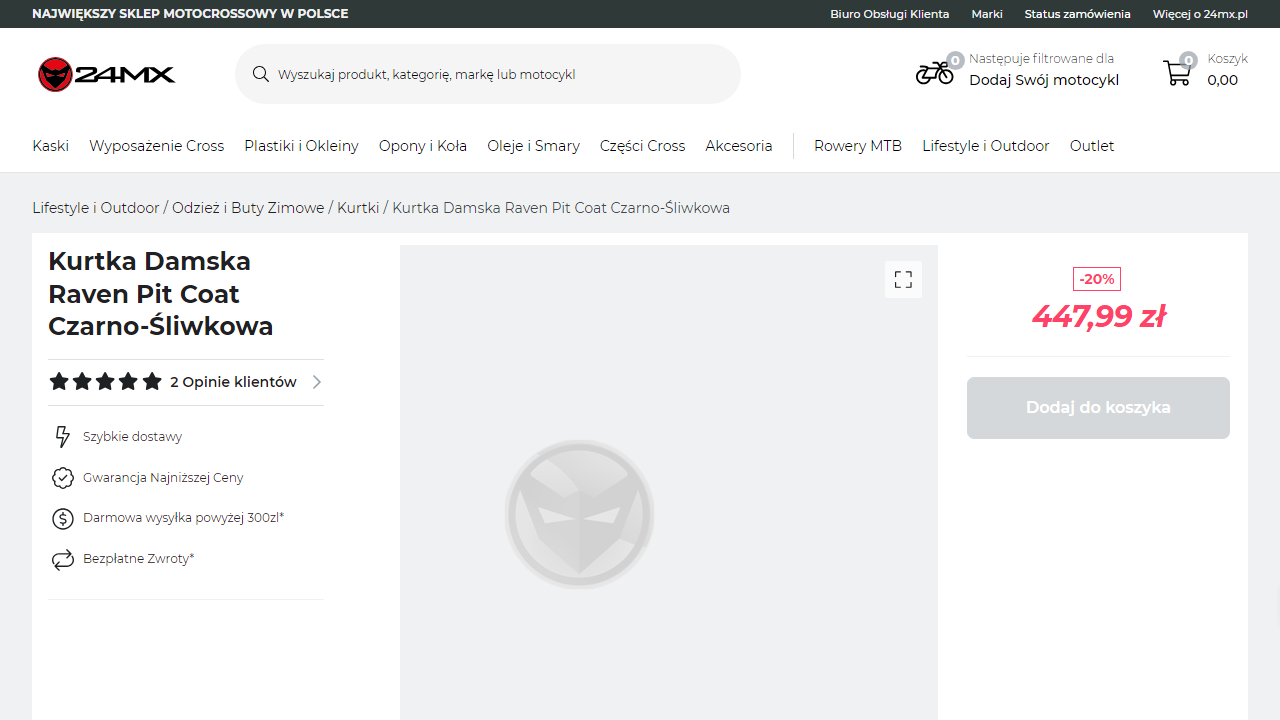 NAJWIĘKSZY SKLEP MOTOCROSSOWY W POLSCE
Biuro Obsługi Klienta
Marki
Status zamówienia
Więcej o 24mx.pl
24MX
Wyszukaj produkt, kategorię, markę lub motocykl
0
Następuje filtrowane dla
Dodaj Swój motocykl
0
Koszyk
0,00
Kaski
Wyposażenie Cross
Plastiki i Okleiny
Opony i Koła
Oleje i Smary
Części Cross
Akcesoria
Rowery MTB
Lifestyle i Outdoor
Outlet
Lifestyle i Outdoor / Odzież i Buty Zimowe / Kurtki / Kurtka Damska Raven Pit Coat Czarno-Śliwkowa
Kurtka Damska
Raven Pit Coat
Czarno-Śliwkowa
2 Opinie klientów
Szybkie dostawy
Gwarancja Najniższej Ceny
Darmowa wysyłka powyżej 300zl*
Bezpłatne Zwroty*
-20%
447,99 zł
Dodaj do koszyka